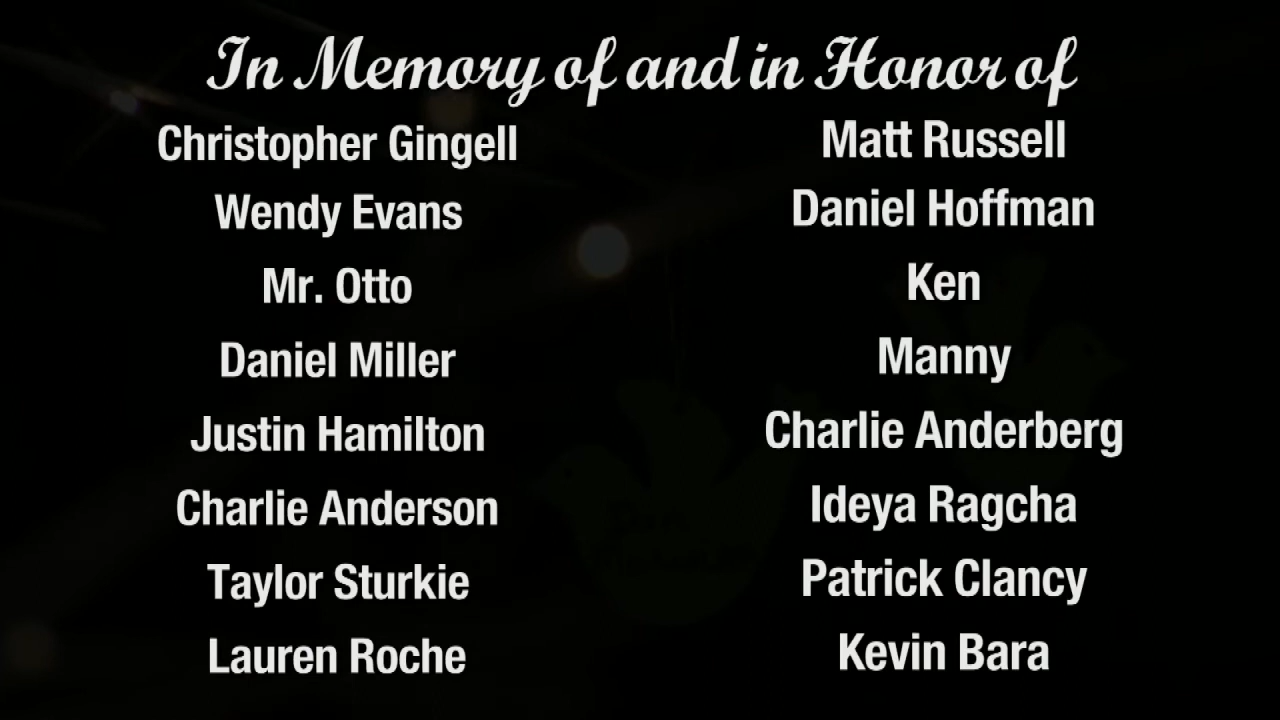 In Memory of and in Honor of
Christopher Gingell
Wendy Evans
Mr. Otto
Daniel Miller
Justin Hamilton
Charlie Anderson
Taylor Sturkie
Lauren Roche
Matt Russell
Daniel Hoffman
Ken
Manny
Charlie Anderberg
Ideya Ragcha
Patrick Clancy
Kevin Bara